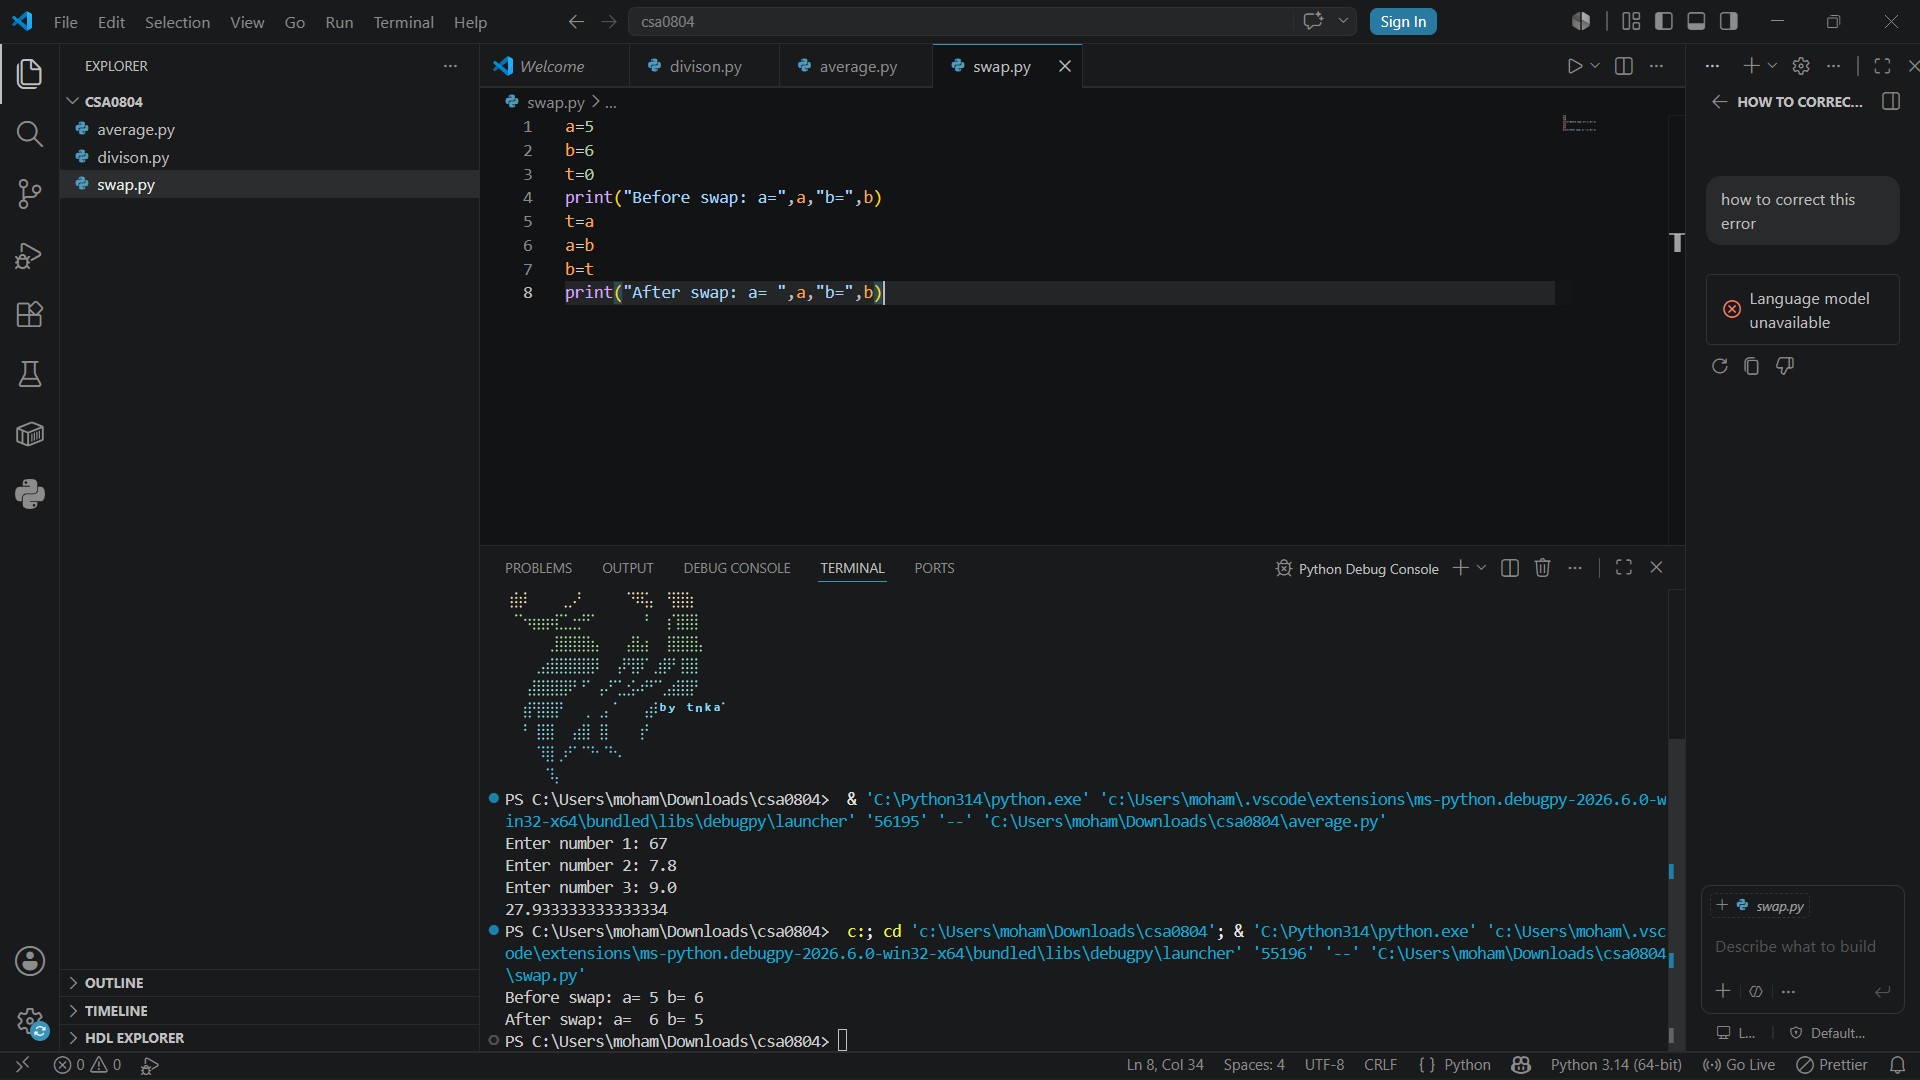 File Edit Selection View Go Run Terminal Help
csa0804
Sign In
EXPLORER
CSA0804
average.py
divison.py
swap.py
OUTLINE
TIMELINE
HDL EXPLORER
Welcome divison.py average.py swap.py
swap.py > ...
1 a=5
2 b=6
3 t=0
4 print("Before swap: a=",a,"b=",b)
5 t=a
6 a=b
7 b=t
8 print("After swap: a= ",a,"b=",b)
PROBLEMS OUTPUT DEBUG CONSOLE TERMINAL PORTS
Python Debug Console
by tnka
PS C:\Users\moham\Downloads\csa0804> & 'C:\Python314\python.exe' 'c:\Users\moham\.vscode\extensions\ms-python.debugpy-2026.6.0-w
in32-x64\bundled\libs\debugpy\launcher' '56195' '--' 'C:\Users\moham\Downloads\csa0804\average.py'
Enter number 1: 67
Enter number 2: 7.8
Enter number 3: 9.0
27.933333333333334
PS C:\Users\moham\Downloads\csa0804> c:; cd 'c:\Users\moham\Downloads\csa0804'; & 'C:\Python314\python.exe' 'c:\Users\moham\.vsc
ode\extensions\ms-python.debugpy-2026.6.0-win32-x64\bundled\libs\debugpy\launcher' '55196' '--' 'C:\Users\moham\Downloads\csa0804
\swap.py'
Before swap: a= 5 b= 6
After swap: a=  6 b= 5
PS C:\Users\moham\Downloads\csa0804>
HOW TO CORREC...
how to correct this
error
Language model
unavailable
swap.py
Describe what to build
L...
Default...
0 0
Ln 8, Col 34 Spaces: 4 UTF-8 CRLF { } Python Python 3.14 (64-bit) Go Live Prettier